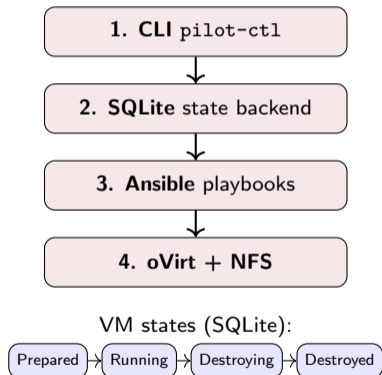 1. CLI pilot-ctl
2. SQLite state backend
3. Ansible playbooks
4. oVirt + NFS
VM states (SQLite):
Prepared Running Destroying Destroyed